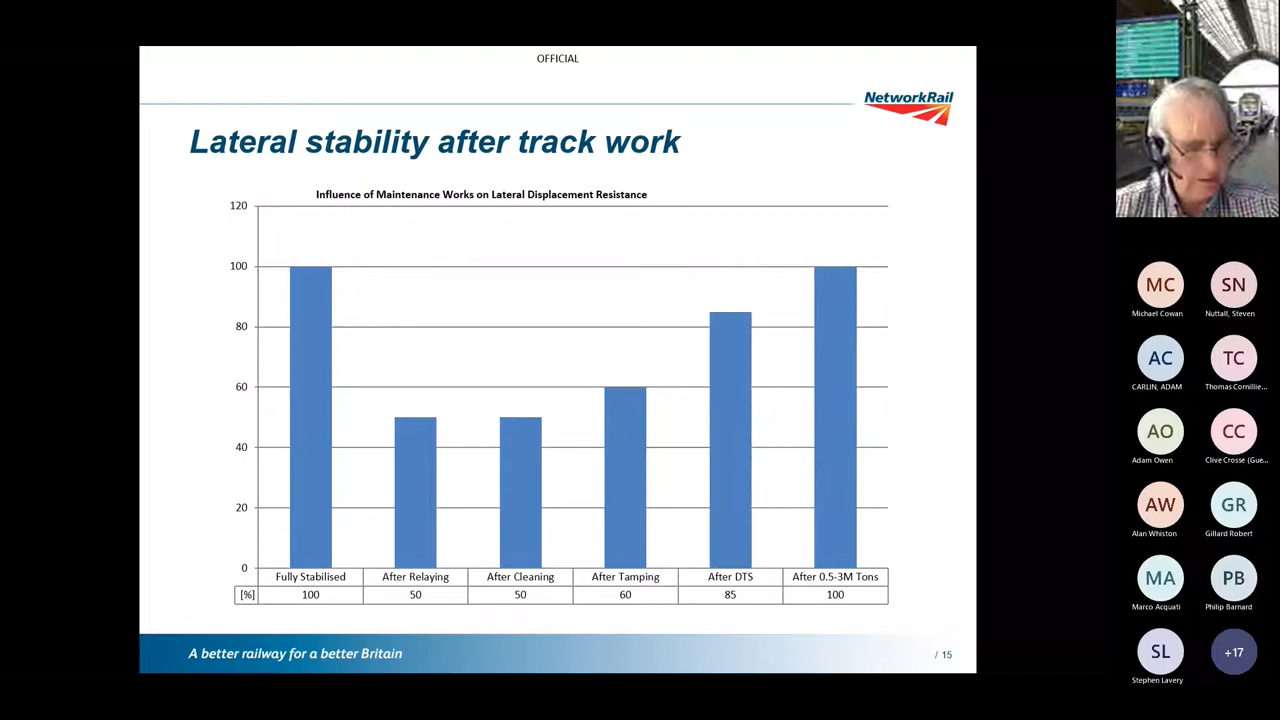 OFFICIAL
NetworkRail
Lateral stability after track work
Influence of Maintenance Works on Lateral Displacement Resistance
120
100
80
60
40
20
0
Fully Stabilised After Relaying After Cleaning After Tamping After DTS After 0.5-3M Tons
[%] 100 50 50 60 85 100
A better railway for a better Britain
/ 15
MC SN
Michael Cowan Nuttall, Steven
AC TC
CARLIN, ADAM Thomas Cornillie...
AO CC
Adam Owen Clive Crosse (Gue...
AW GR
Alan Whiston Gillard Robert
MA PB
Marco Acquati Philip Barnard
SL +17
Stephen Lavery